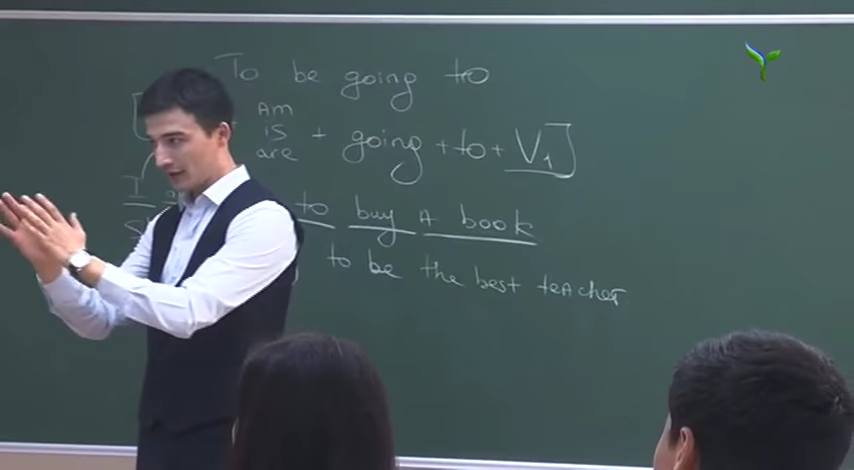 To be going to
[ Am
is + going + to + V1]
are
I
to buy A book
to be the best teacher